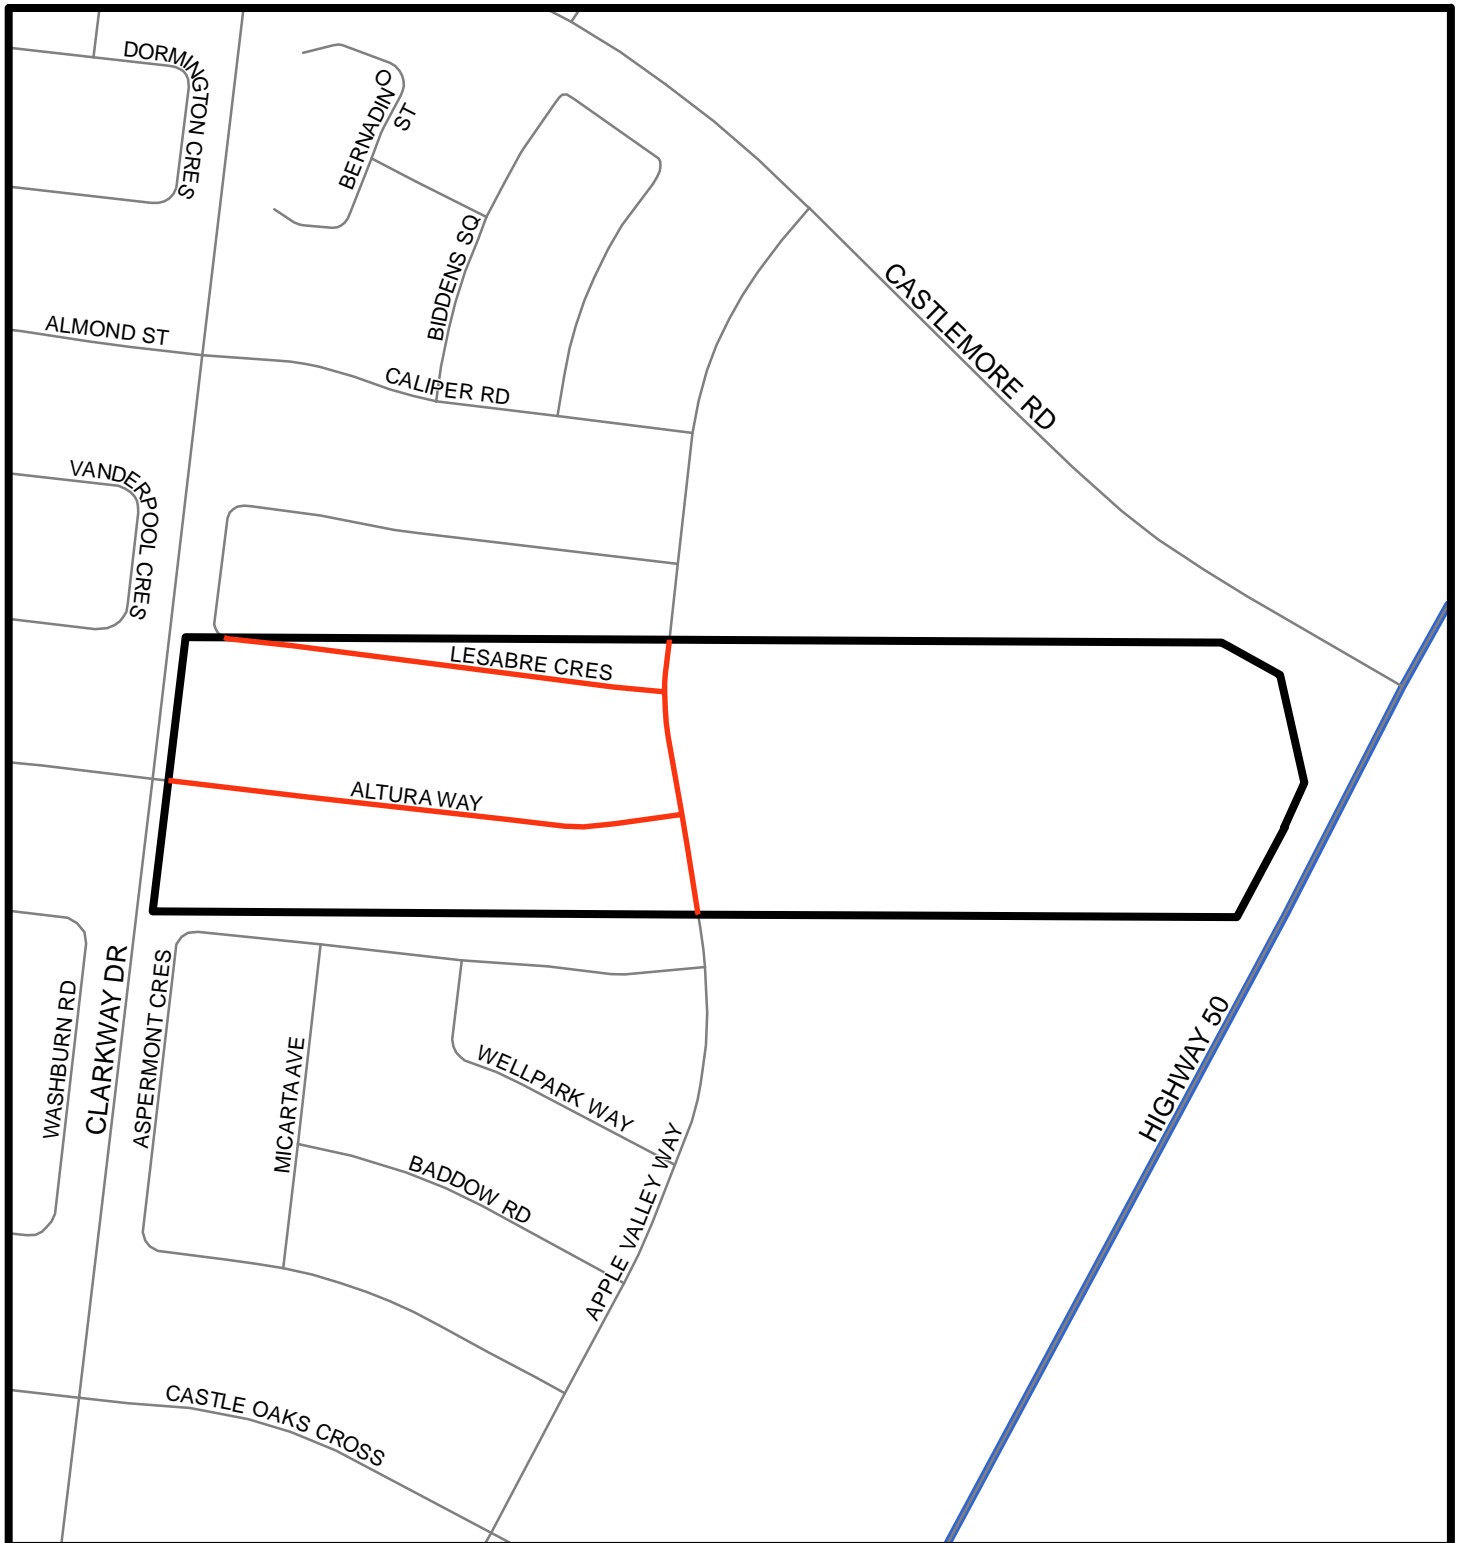 DORMINGTON CRES
BERNADINO
ST
BIDDENS SQ
CASTLEMORE RD
ALMOND ST
CALIPER RD
VANDERPOOL CRES
LESABRE CRES
ALTURA WAY
WASHBURN RD
CLARKWAY DR
ASPERMONT CRES
MICARTA AVE
WELLPARK WAY
HIGHWAY 50
BADDOW RD
APPLE VALLEY WAY
CASTLE OAKS CROSS